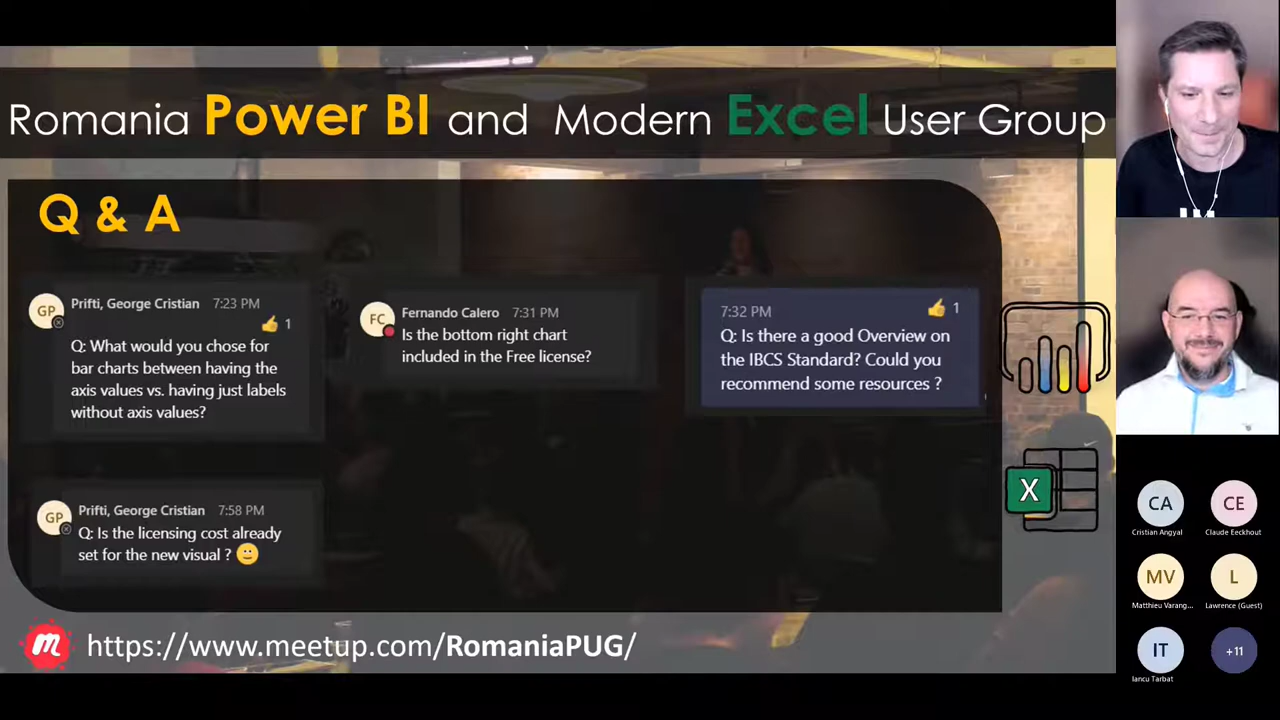 Romania Power BI and Modern Excel User Group
Q & A
GP
Prifti, George Cristian 7:23 PM
1
Q: What would you chose for
bar charts between having the
axis values vs. having just labels
without axis values?
FC
Fernando Calero 7:31 PM
Is the bottom right chart
included in the Free license?
7:32 PM
1
Q: Is there a good Overview on
the IBCS Standard? Could you
recommend some resources ?
GP
Prifti, George Cristian 7:58 PM
Q: Is the licensing cost already
set for the new visual ?
X
m
https://www.meetup.com/RomaniaPUG/
CA
Cristian Angyal
CE
Claude Eeckhout
MV
Matthieu Varang...
L
Lawrence (Guest)
IT
Iancu Tarbat
+11